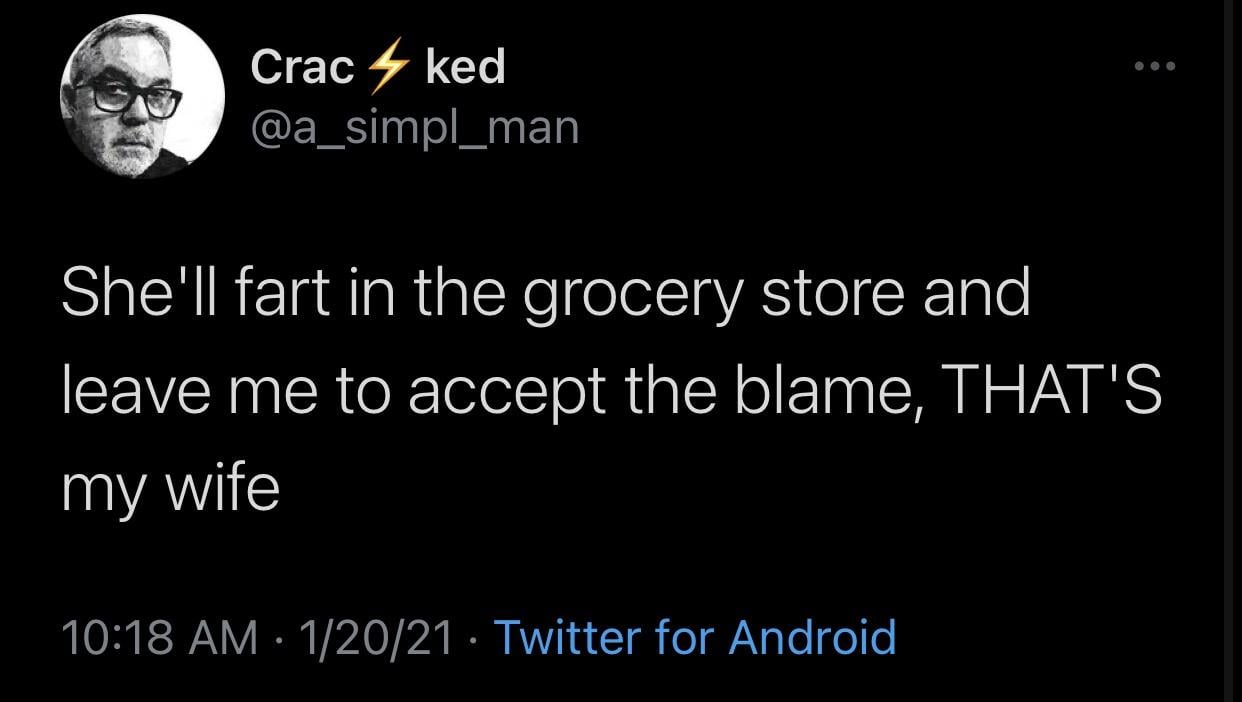 Crac⚡ked
@a_simpl_man
She'll fart in the grocery store and
leave me to accept the blame, THAT'S
my wife
10:18 AM · 1/20/21 · Twitter for Android